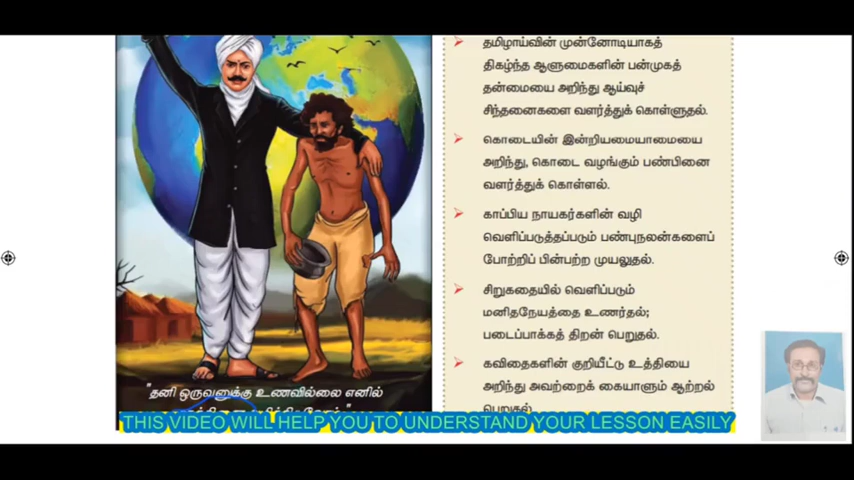 தமிழாய்வின் முன்னோடியாகத்
திகழ்ந்த ஆளுமைகளின் பன்முகத்
தன்மையை அறிந்து ஆய்வுச்
சிந்தனைகளை வளர்த்துக் கொள்ளுதல்.
கொடையின் இன்றியமையாமையை
அறிந்து, கொடை வழங்கும் பண்பினை
வளர்த்துக் கொள்ளல்.
காப்பிய நாயகர்களின் வழி
வெளிப்படுத்தப்படும் பண்புநலன்களைப்
போற்றிப் பின்பற்ற முயலுதல்.
சிறுகதையில் வெளிப்படும்
மனிதநேயத்தை உணர்தல்;
படைப்பாக்கத் திறன் பெறுதல்.
கவிதைகளின் குறியீட்டு உத்தியை
அறிந்து அவற்றைக் கையாளும் ஆற்றல்
பெறுதல்.
"தனி ஒருவனுக்கு உணவில்லை எனில்
THIS VIDEO WILL HELP YOU TO UNDERSTAND YOUR LESSON EASILY